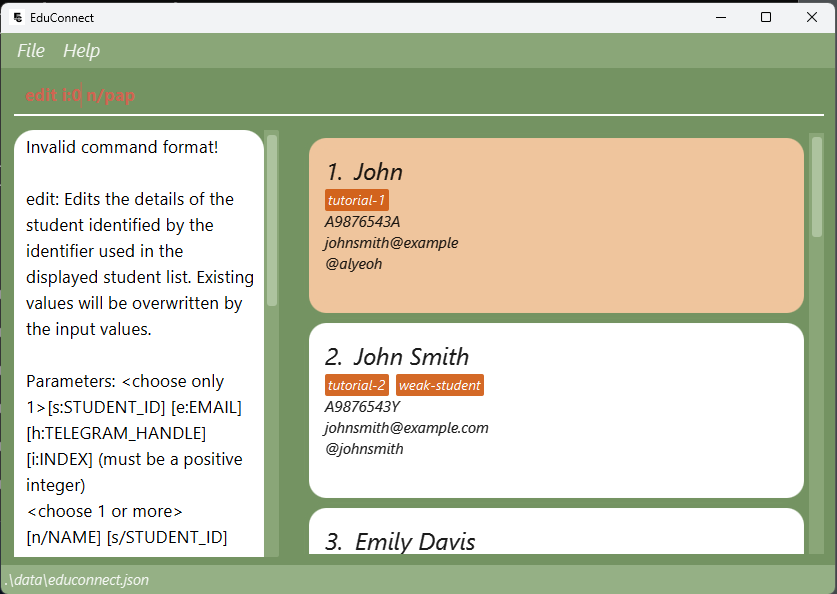 EduConnect
File Help
edit i:0 n/pap
Invalid command format!
edit: Edits the details of the
student identified by the
identifier used in the
displayed student list. Existing
values will be overwritten by
the input values.
Parameters: <choose only
1>[s:STUDENT_ID] [e:EMAIL]
[h:TELEGRAM_HANDLE]
[i:INDEX] (must be a positive
integer)
<choose 1 or more>
[n/NAME] [s/STUDENT_ID]
1. John
tutorial-1
A9876543A
johnsmith@example
@alyeoh
2. John Smith
tutorial-2 weak-student
A9876543Y
johnsmith@example.com
@johnsmith
3. Emily Davis
.\data\educonnect.json